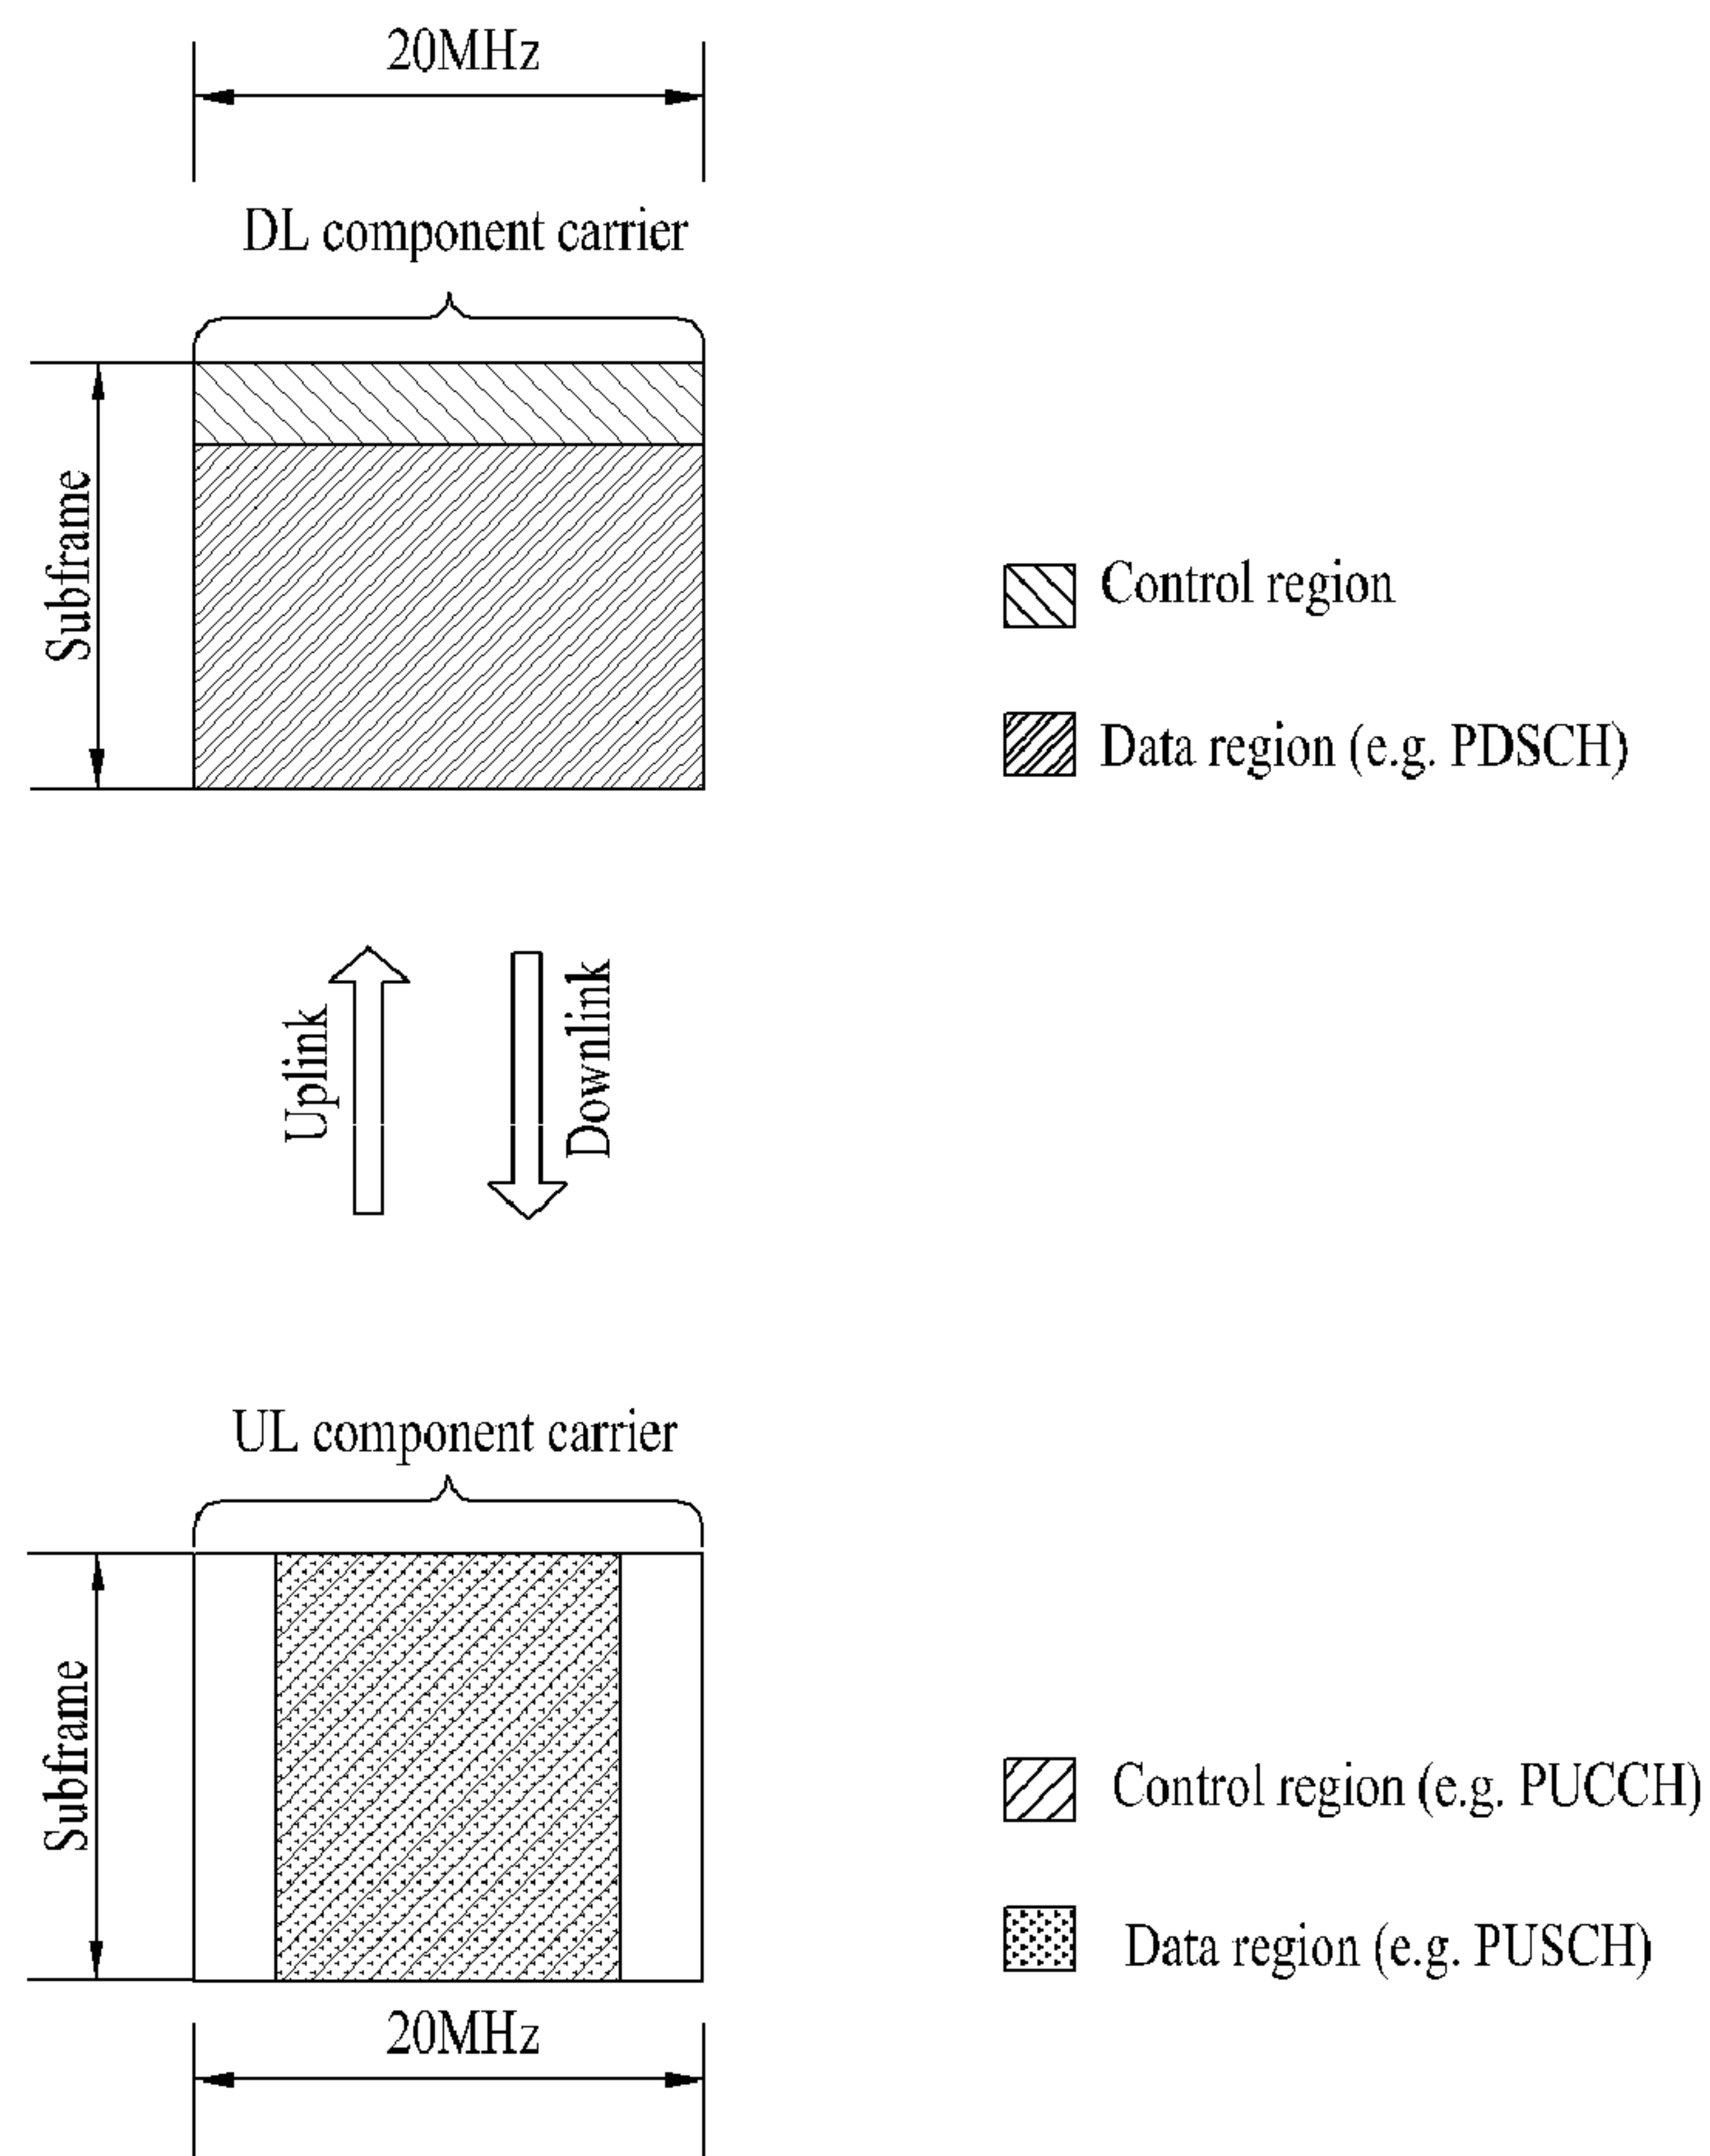 20MHz
DL component carrier
Subframe
Control region
Data region (e.g. PDSCH)
Uplink
Downlink
UL component carrier
Subframe
Control region (e.g. PUCCH)
Data region (e.g. PUSCH)
20MHz